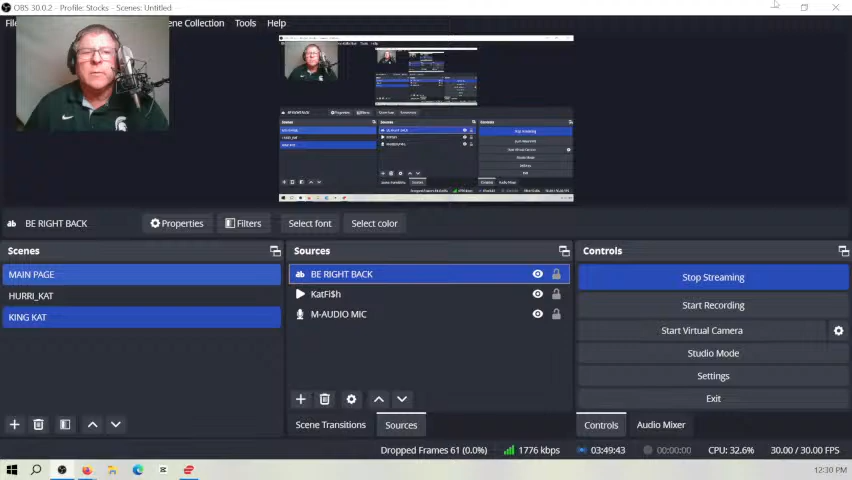 OBS 30.0.2 - Profile: Stocks - Scenes: Untitled
ene Collection Tools Help
BE RIGHT BACK Properties Filters Select font Select color
Scenes
MAIN PAGE
HURRI_KAT
KING KAT
Sources
ab BE RIGHT BACK
KatFi$h
M-AUDIO MIC
Scene Transitions Sources
Controls
Stop Streaming
Start Recording
Start Virtual Camera
Studio Mode
Settings
Exit
Controls Audio Mixer
Dropped Frames 61 (0.0%) 1776 kbps 03:49:43 00:00:00 CPU: 32.6% 30.00 / 30.00 FPS
12:30 PM